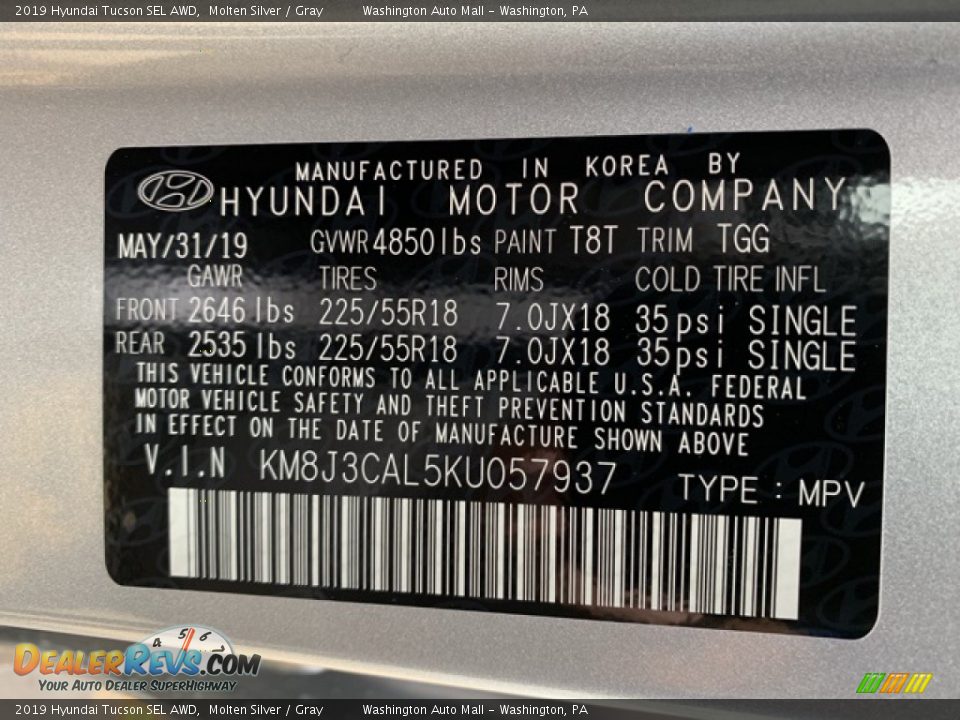 2019 Hyundai Tucson SEL AWD, Molten Silver / Gray Washington Auto Mall - Washington, PA
MANUFACTURED IN KOREA BY
HYUNDAI MOTOR COMPANY
MAY/31/19 GVWR 4850lbs PAINT T8T TRIM TGG
GAWR TIRES RIMS COLD TIRE INFL
FRONT 2646 lbs 225/55R18 7.0JX18 35psi SINGLE
REAR 2535 lbs 225/55R18 7.0JX18 35psi SINGLE
THIS VEHICLE CONFORMS TO ALL APPLICABLE U.S.A. FEDERAL
MOTOR VEHICLE SAFETY AND THEFT PREVENTION STANDARDS
IN EFFECT ON THE DATE OF MANUFACTURE SHOWN ABOVE
V.I.N KM8J3CAL5KU057937 TYPE : MPV
4 5 6 7
DEALERREVS.COM
YOUR AUTO DEALER SUPERHIGHWAY
2019 Hyundai Tucson SEL AWD, Molten Silver / Gray Washington Auto Mall - Washington, PA